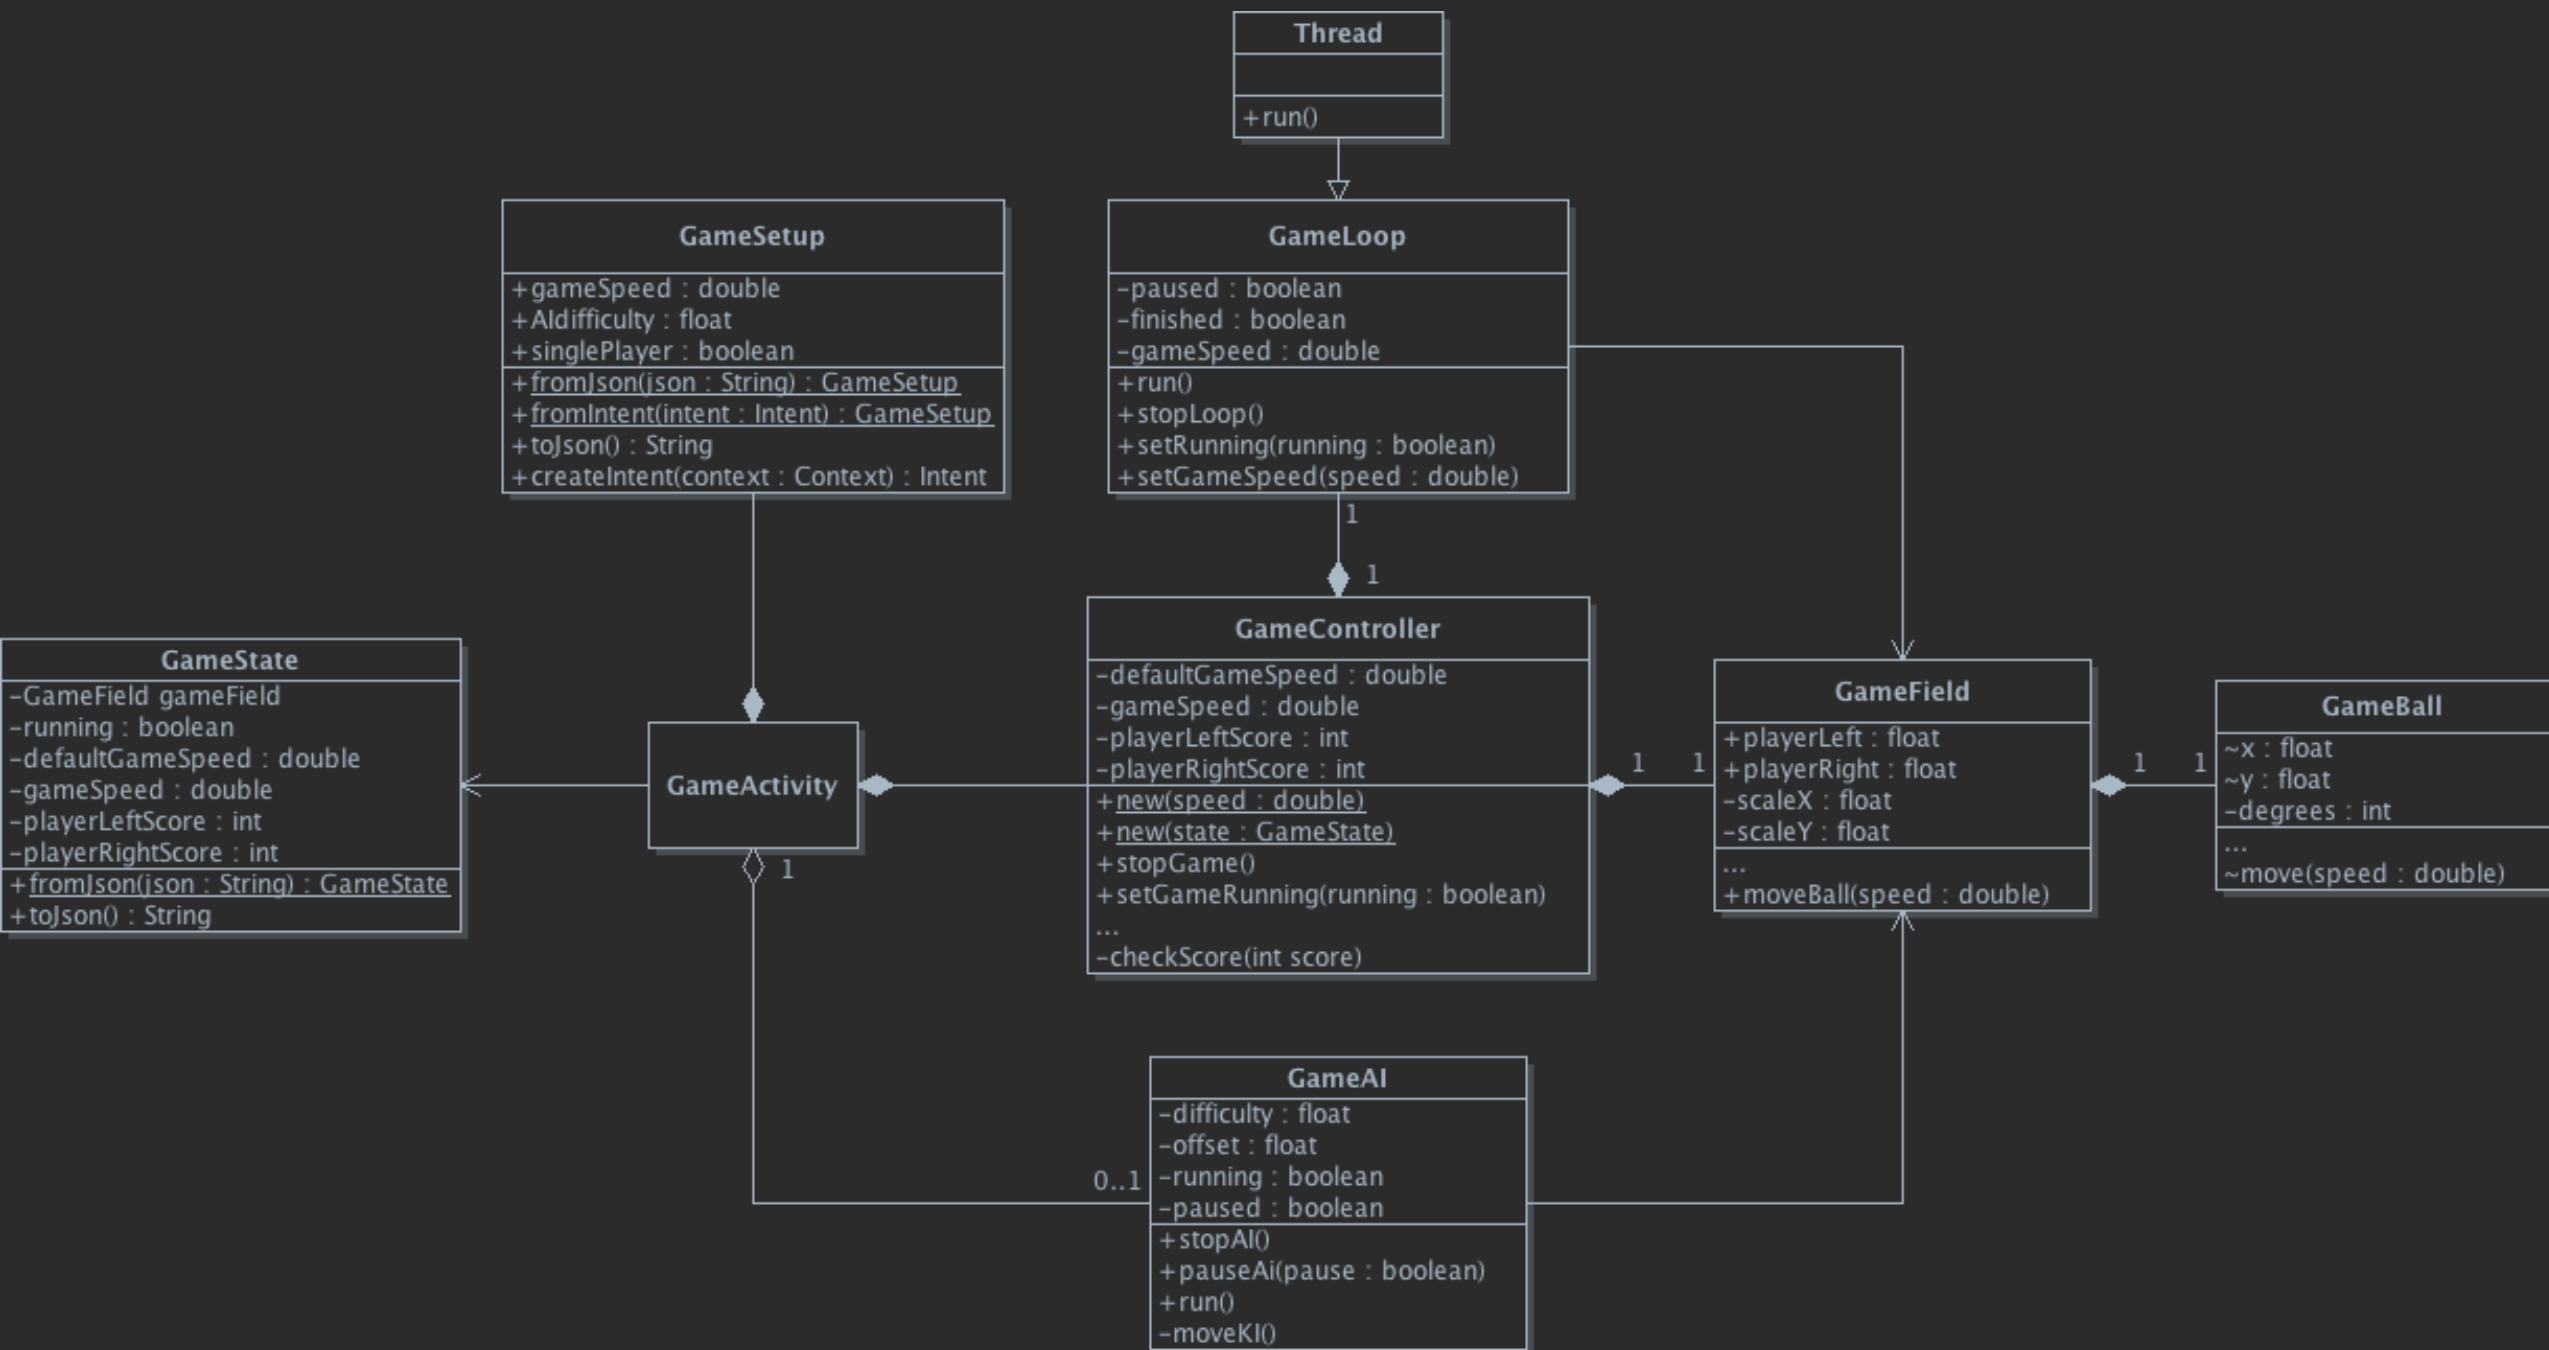 Thread
+run()
GameSetup
+gameSpeed : double
+AIdifficulty : float
+singlePlayer : boolean
+fromJson(json : String) : GameSetup
+fromIntent(intent : Intent) : GameSetup
+toJson() : String
+createIntent(context : Context) : Intent
GameLoop
-paused : boolean
-finished : boolean
-gameSpeed : double
+run()
+stopLoop()
+setRunning(running : boolean)
+setGameSpeed(speed : double)
1
1
GameState
-GameField gameField
-running : boolean
-defaultGameSpeed : double
-gameSpeed : double
-playerLeftScore : int
-playerRightScore : int
+fromJson(json : String) : GameState
+toJson() : String
GameActivity
1
GameController
-defaultGameSpeed : double
-gameSpeed : double
-playerLeftScore : int
-playerRightScore : int
+new(speed : double)
+new(state : GameState)
+stopGame()
+setGameRunning(running : boolean)
...
-checkScore(int score)
1
1
GameField
+playerLeft : float
+playerRight : float
-scaleX : float
-scaleY : float
...
+moveBall(speed : double)
1
1
GameBall
~x : float
~y : float
-degrees : int
...
~move(speed : double)
0..1
GameAI
-difficulty : float
-offset : float
-running : boolean
-paused : boolean
+stopAI()
+pauseAi(pause : boolean)
+run()
-moveKI()